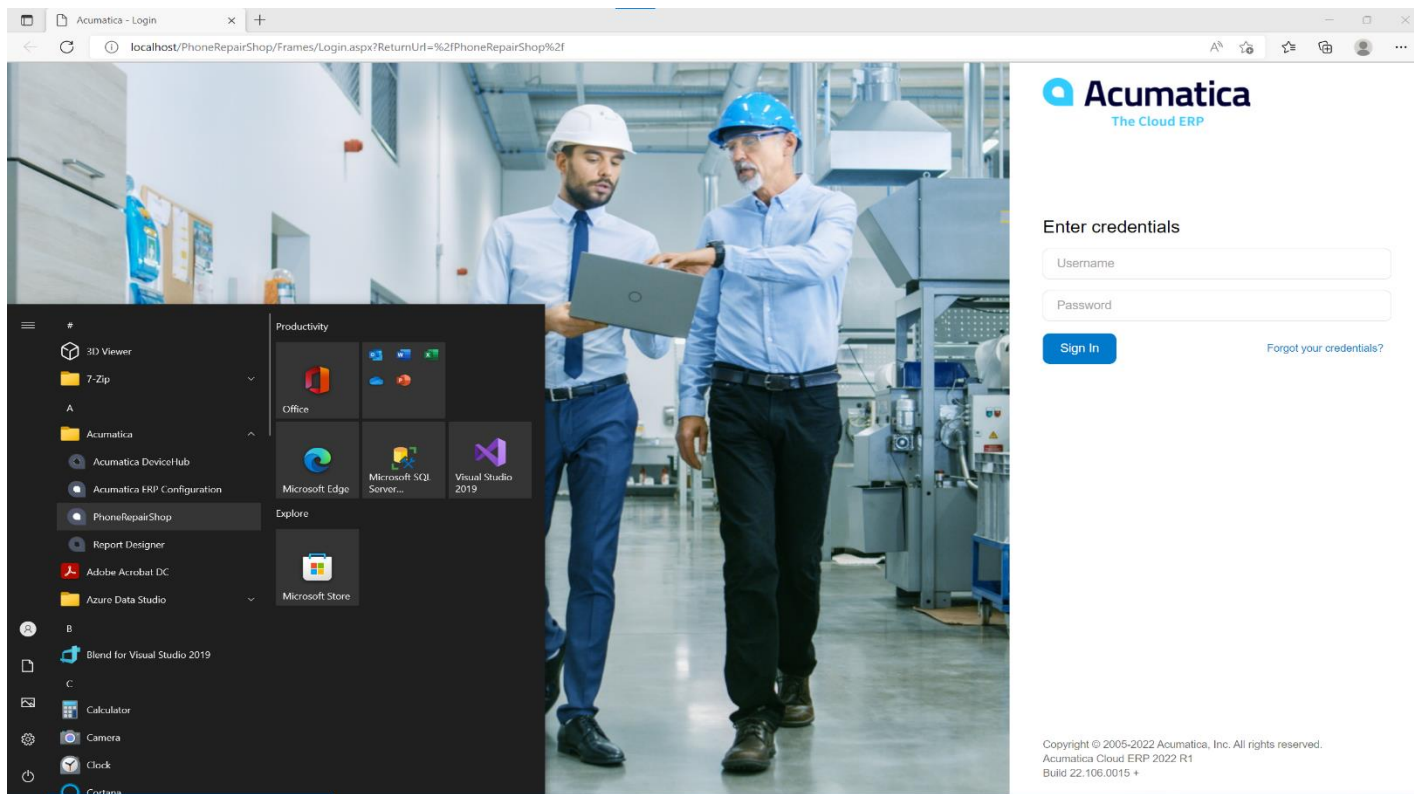 Acumatica - Login
localhost/PhoneRepairShop/Frames/Login.aspx?ReturnUrl=%2fPhoneRepairShop%2f
Acumatica
The Cloud ERP
Enter credentials
Username
Password
Sign In
Forgot your credentials?
#
3D Viewer
7-Zip
A
Acumatica
Acumatica DeviceHub
Acumatica ERP Configuration
PhoneRepairShop
Report Designer
Adobe Acrobat DC
Azure Data Studio
B
Blend for Visual Studio 2019
C
Calculator
Camera
Clock
Cortana
Productivity
Office
Microsoft Edge
Microsoft SQL
Server...
Visual Studio
2019
Explore
Microsoft Store
Copyright © 2005-2022 Acumatica, Inc. All rights reserved.
Acumatica Cloud ERP 2022 R1
Build 22.106.0015 +